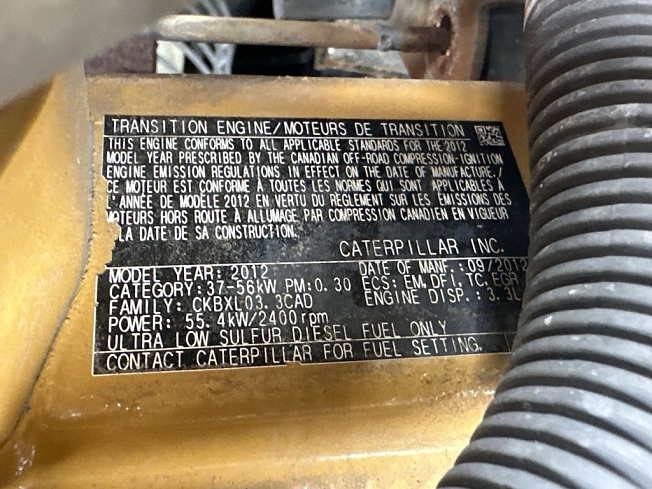 TRANSITION ENGINE/MOTEURS DE TRANSITION
THIS ENGINE CONFORMS TO ALL APPLICABLE STANDARDS FOR THE 2012
MODEL YEAR PRESCRIBED BY THE CANADIAN OFF-ROAD COMPRESSION-IGNITION
ENGINE EMISSION REGULATIONS, IN EFFECT ON THE DATE OF MANUFACTURE./
CE MOTEUR EST CONFORME À TOUTES LES NORMES QUI SONT APPLICABLES À
L'ANNÉE DE MODÈLE 2012 EN VERTU DU RÈGLEMENT SUR LES ÉMISSIONS DES
MOTEURS HORS ROUTE À ALLUMAGE PAR COMPRESSION CANADIEN EN VIGUEUR
LA DATE DE SA CONSTRUCTION.
CATERPILLAR INC.
MODEL YEAR: 2012 DATE OF MANF.:09/2012
CATEGORY:37-56kW PM:0.30 ECS: EM, DFI, TC, EGR
FAMILY: CKBXL03.3CAD ENGINE DISP.: 3.3L
POWER: 55.4kW/2400rpm
ULTRA LOW SULFUR DIESEL FUEL ONLY
CONTACT CATERPILLAR FOR FUEL SETTING.